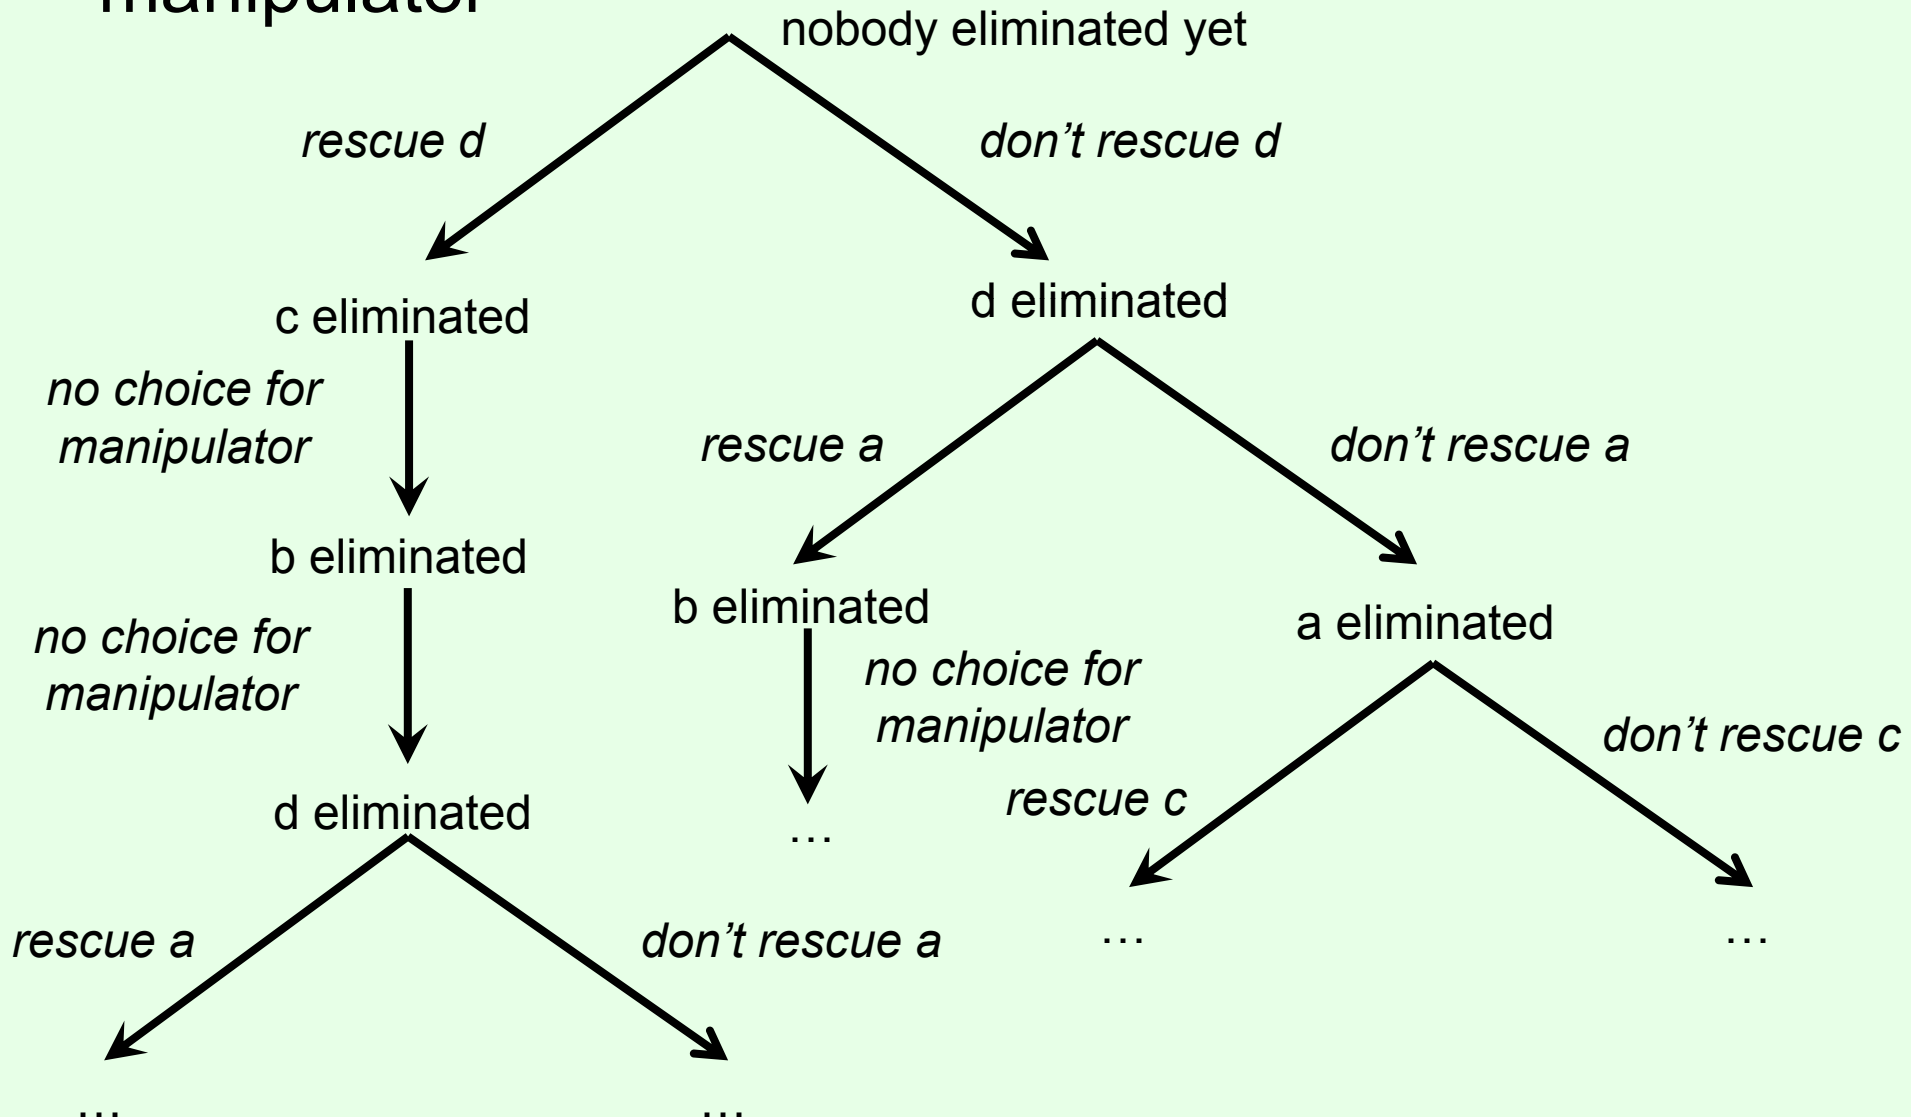 manipulator
nobody eliminated yet
rescue d
don't rescue d
c eliminated
d eliminated
no choice for
manipulator
rescue a
don't rescue a
b eliminated
b eliminated
a eliminated
no choice for
manipulator
no choice for
manipulator
don't rescue c
rescue c
d eliminated
…
rescue a
don't rescue a
…
…
…
…